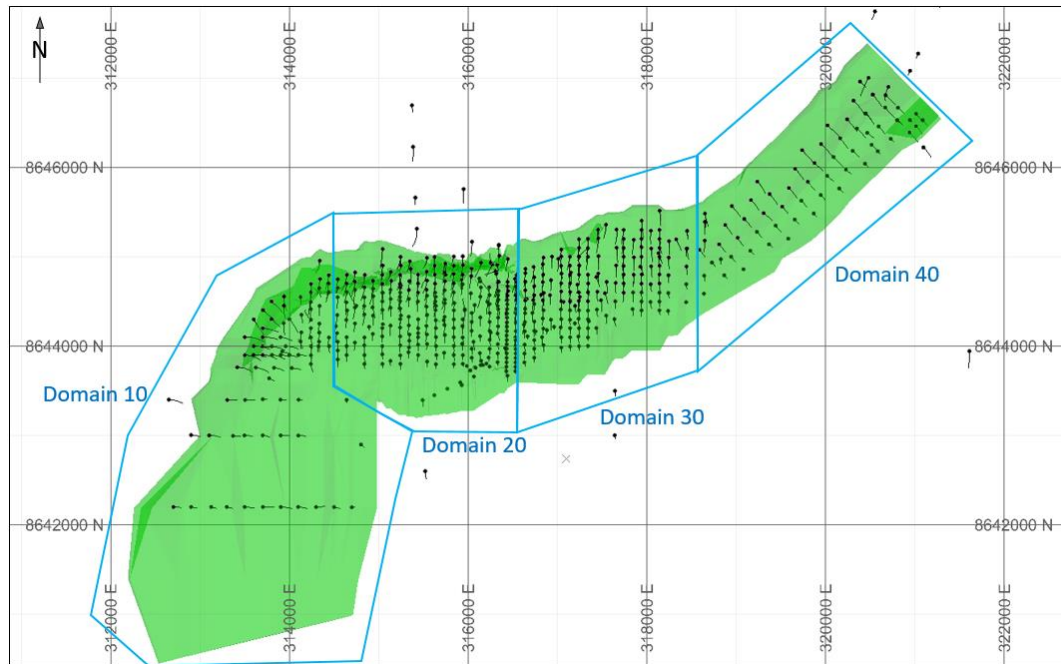 N
312000 E
314000 E
316000 E
318000 E
320000 E
322000 E
8646000 N
8646000 N
Domain 40
8644000 N
8644000 N
Domain 10
Domain 30
Domain 20
8642000 N
8642000 N
312000 E
314000 E
316000 E
318000 E
320000 E
322000 E